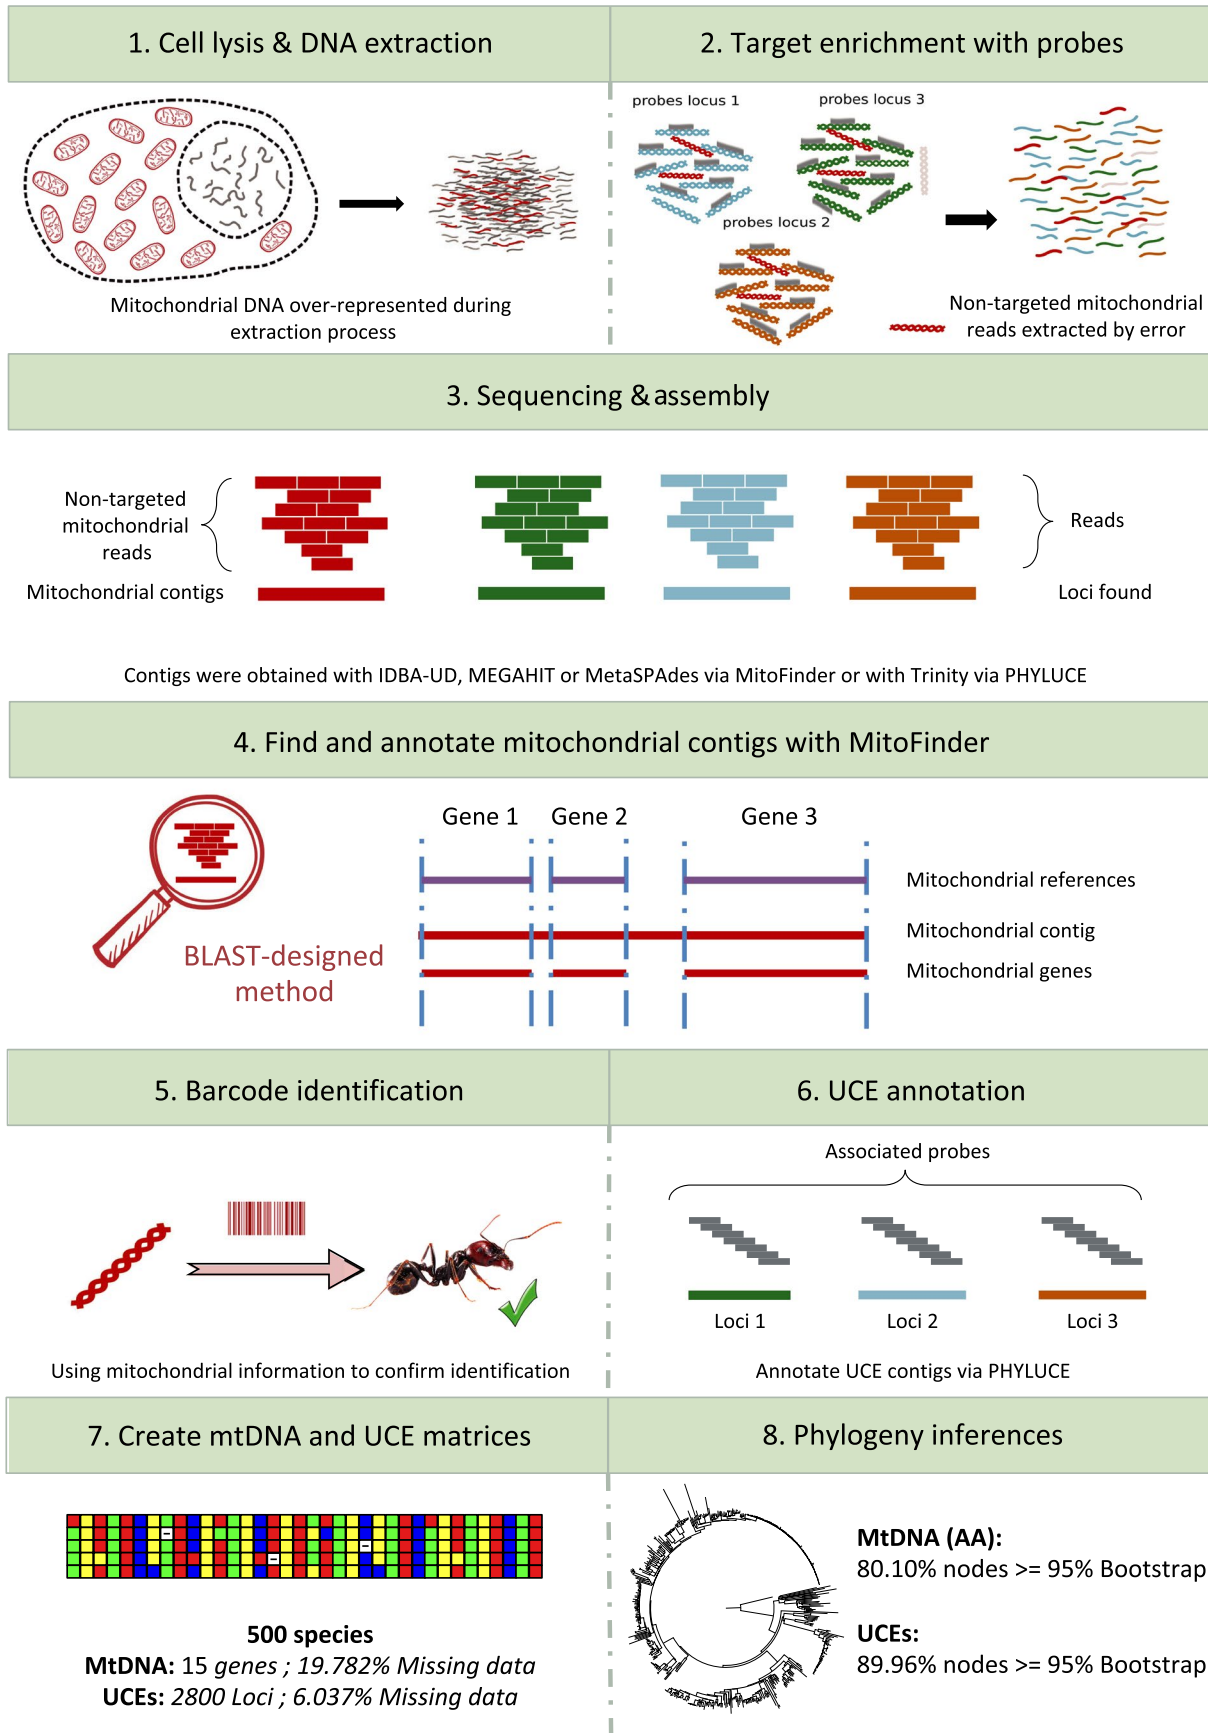 1. Cell lysis & DNA extraction
2. Target enrichment with probes
Mitochondrial DNA over-represented during
extraction process
probes locus 1
probes locus 3
probes locus 2
Non-targeted mitochondrial
reads extracted by error
3. Sequencing & assembly
Non-targeted
mitochondrial
reads
Reads
Mitochondrial contigs
Loci found
Contigs were obtained with IDBA-UD, MEGAHIT or MetaSPAdes via MitoFinder or with Trinity via PHYLUCE
4. Find and annotate mitochondrial contigs with MitoFinder
BLAST-designed
method
Gene 1
Gene 2
Gene 3
Mitochondrial references
Mitochondrial contig
Mitochondrial genes
5. Barcode identification
6. UCE annotation
Using mitochondrial information to confirm identification
Associated probes
Loci 1
Loci 2
Loci 3
Annotate UCE contigs via PHYLUCE
7. Create mtDNA and UCE matrices
8. Phylogeny inferences
500 species
MtDNA: 15 genes ; 19.782% Missing data
UCEs: 2800 Loci ; 6.037% Missing data
MtDNA (AA):
80.10% nodes >= 95% Bootstrap
UCEs:
89.96% nodes >= 95% Bootstrap